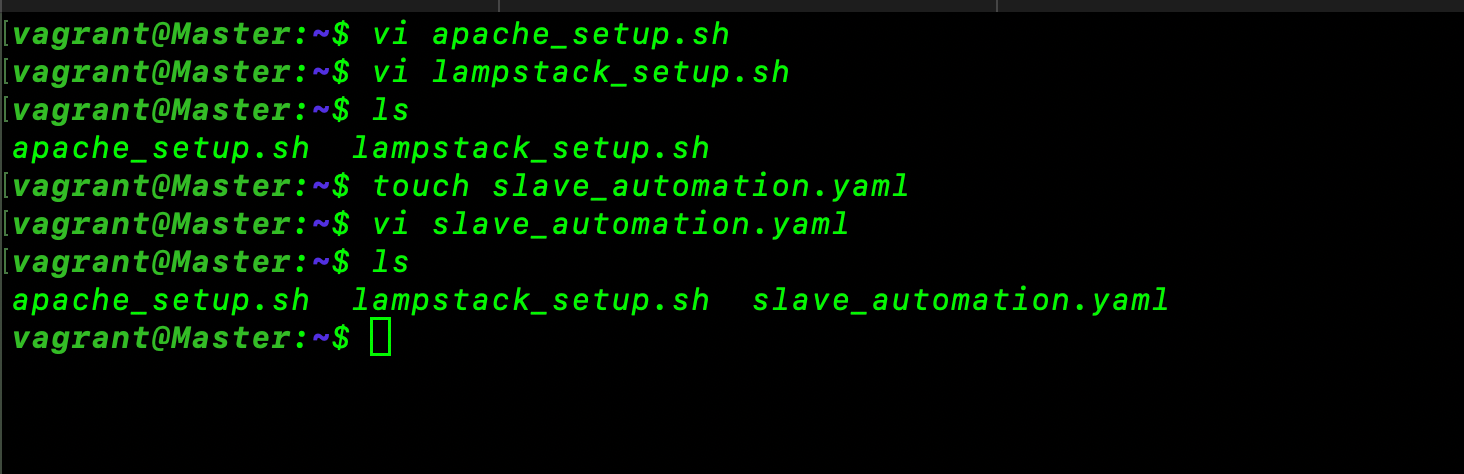 [vagrant@Master:~$ vi apache_setup.sh
[vagrant@Master:~$ vi lampstack_setup.sh
[vagrant@Master:~$ ls
apache_setup.sh  lampstack_setup.sh
[vagrant@Master:~$ touch slave_automation.yaml
[vagrant@Master:~$ vi slave_automation.yaml
[vagrant@Master:~$ ls
apache_setup.sh  lampstack_setup.sh  slave_automation.yaml
vagrant@Master:~$